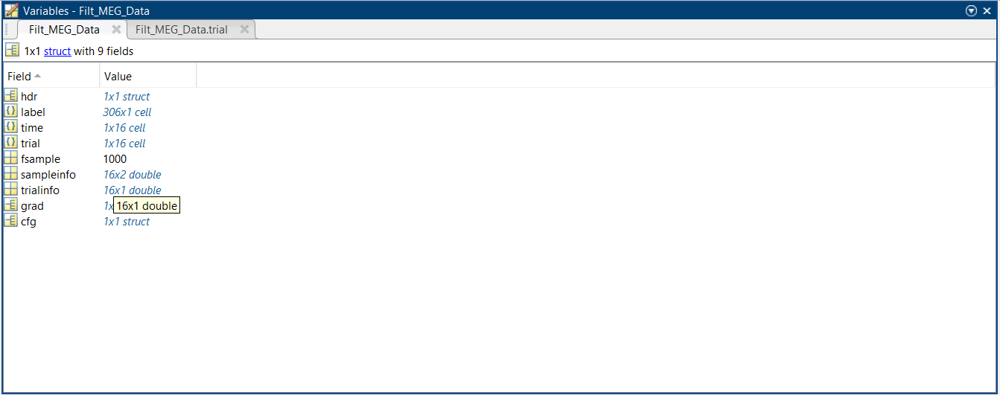 Variables - Filt_MEG_Data
Filt_MEG_Data Filt_MEG_Data.trial
1x1 struct with 9 fields
Field Value
hdr 1x1 struct
label 306x1 cell
time 1x16 cell
trial 1x16 cell
fsample 1000
sampleinfo 16x2 double
trialinfo 16x1 double
grad 1x 16x1 double
cfg 1x1 struct